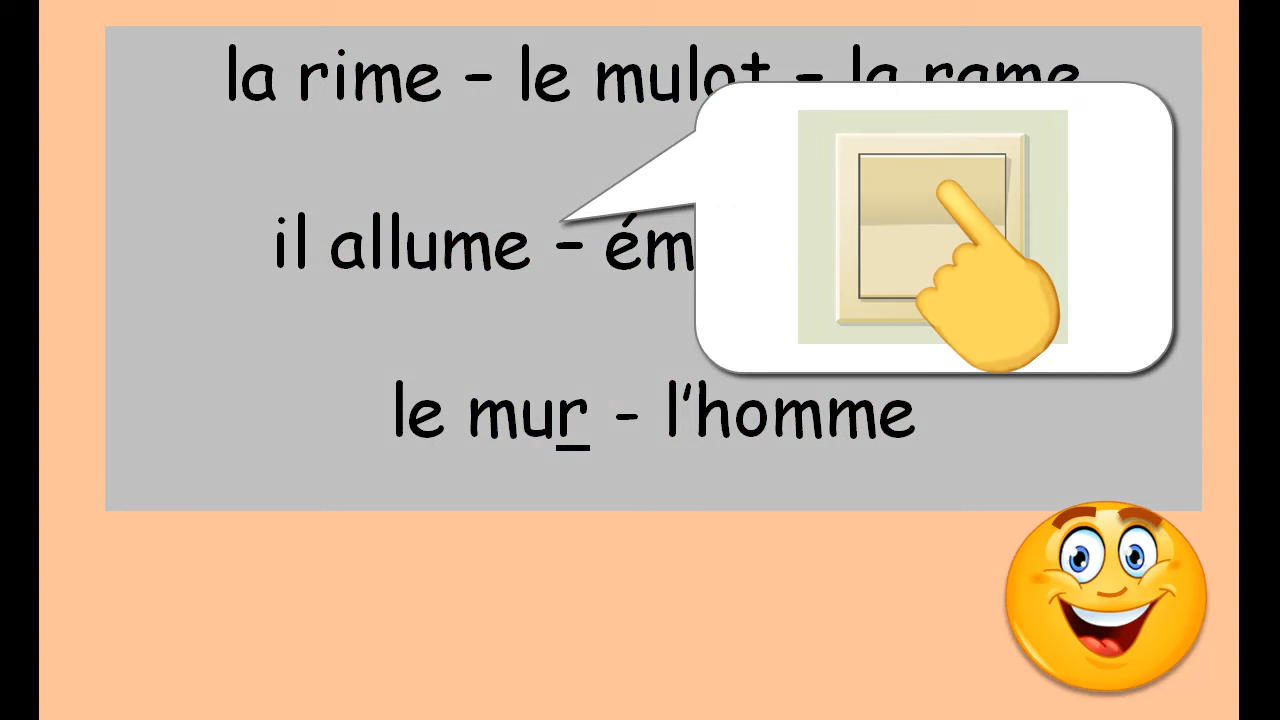 la rime – le mulot – la rame
il allume –
le mur - l’homme